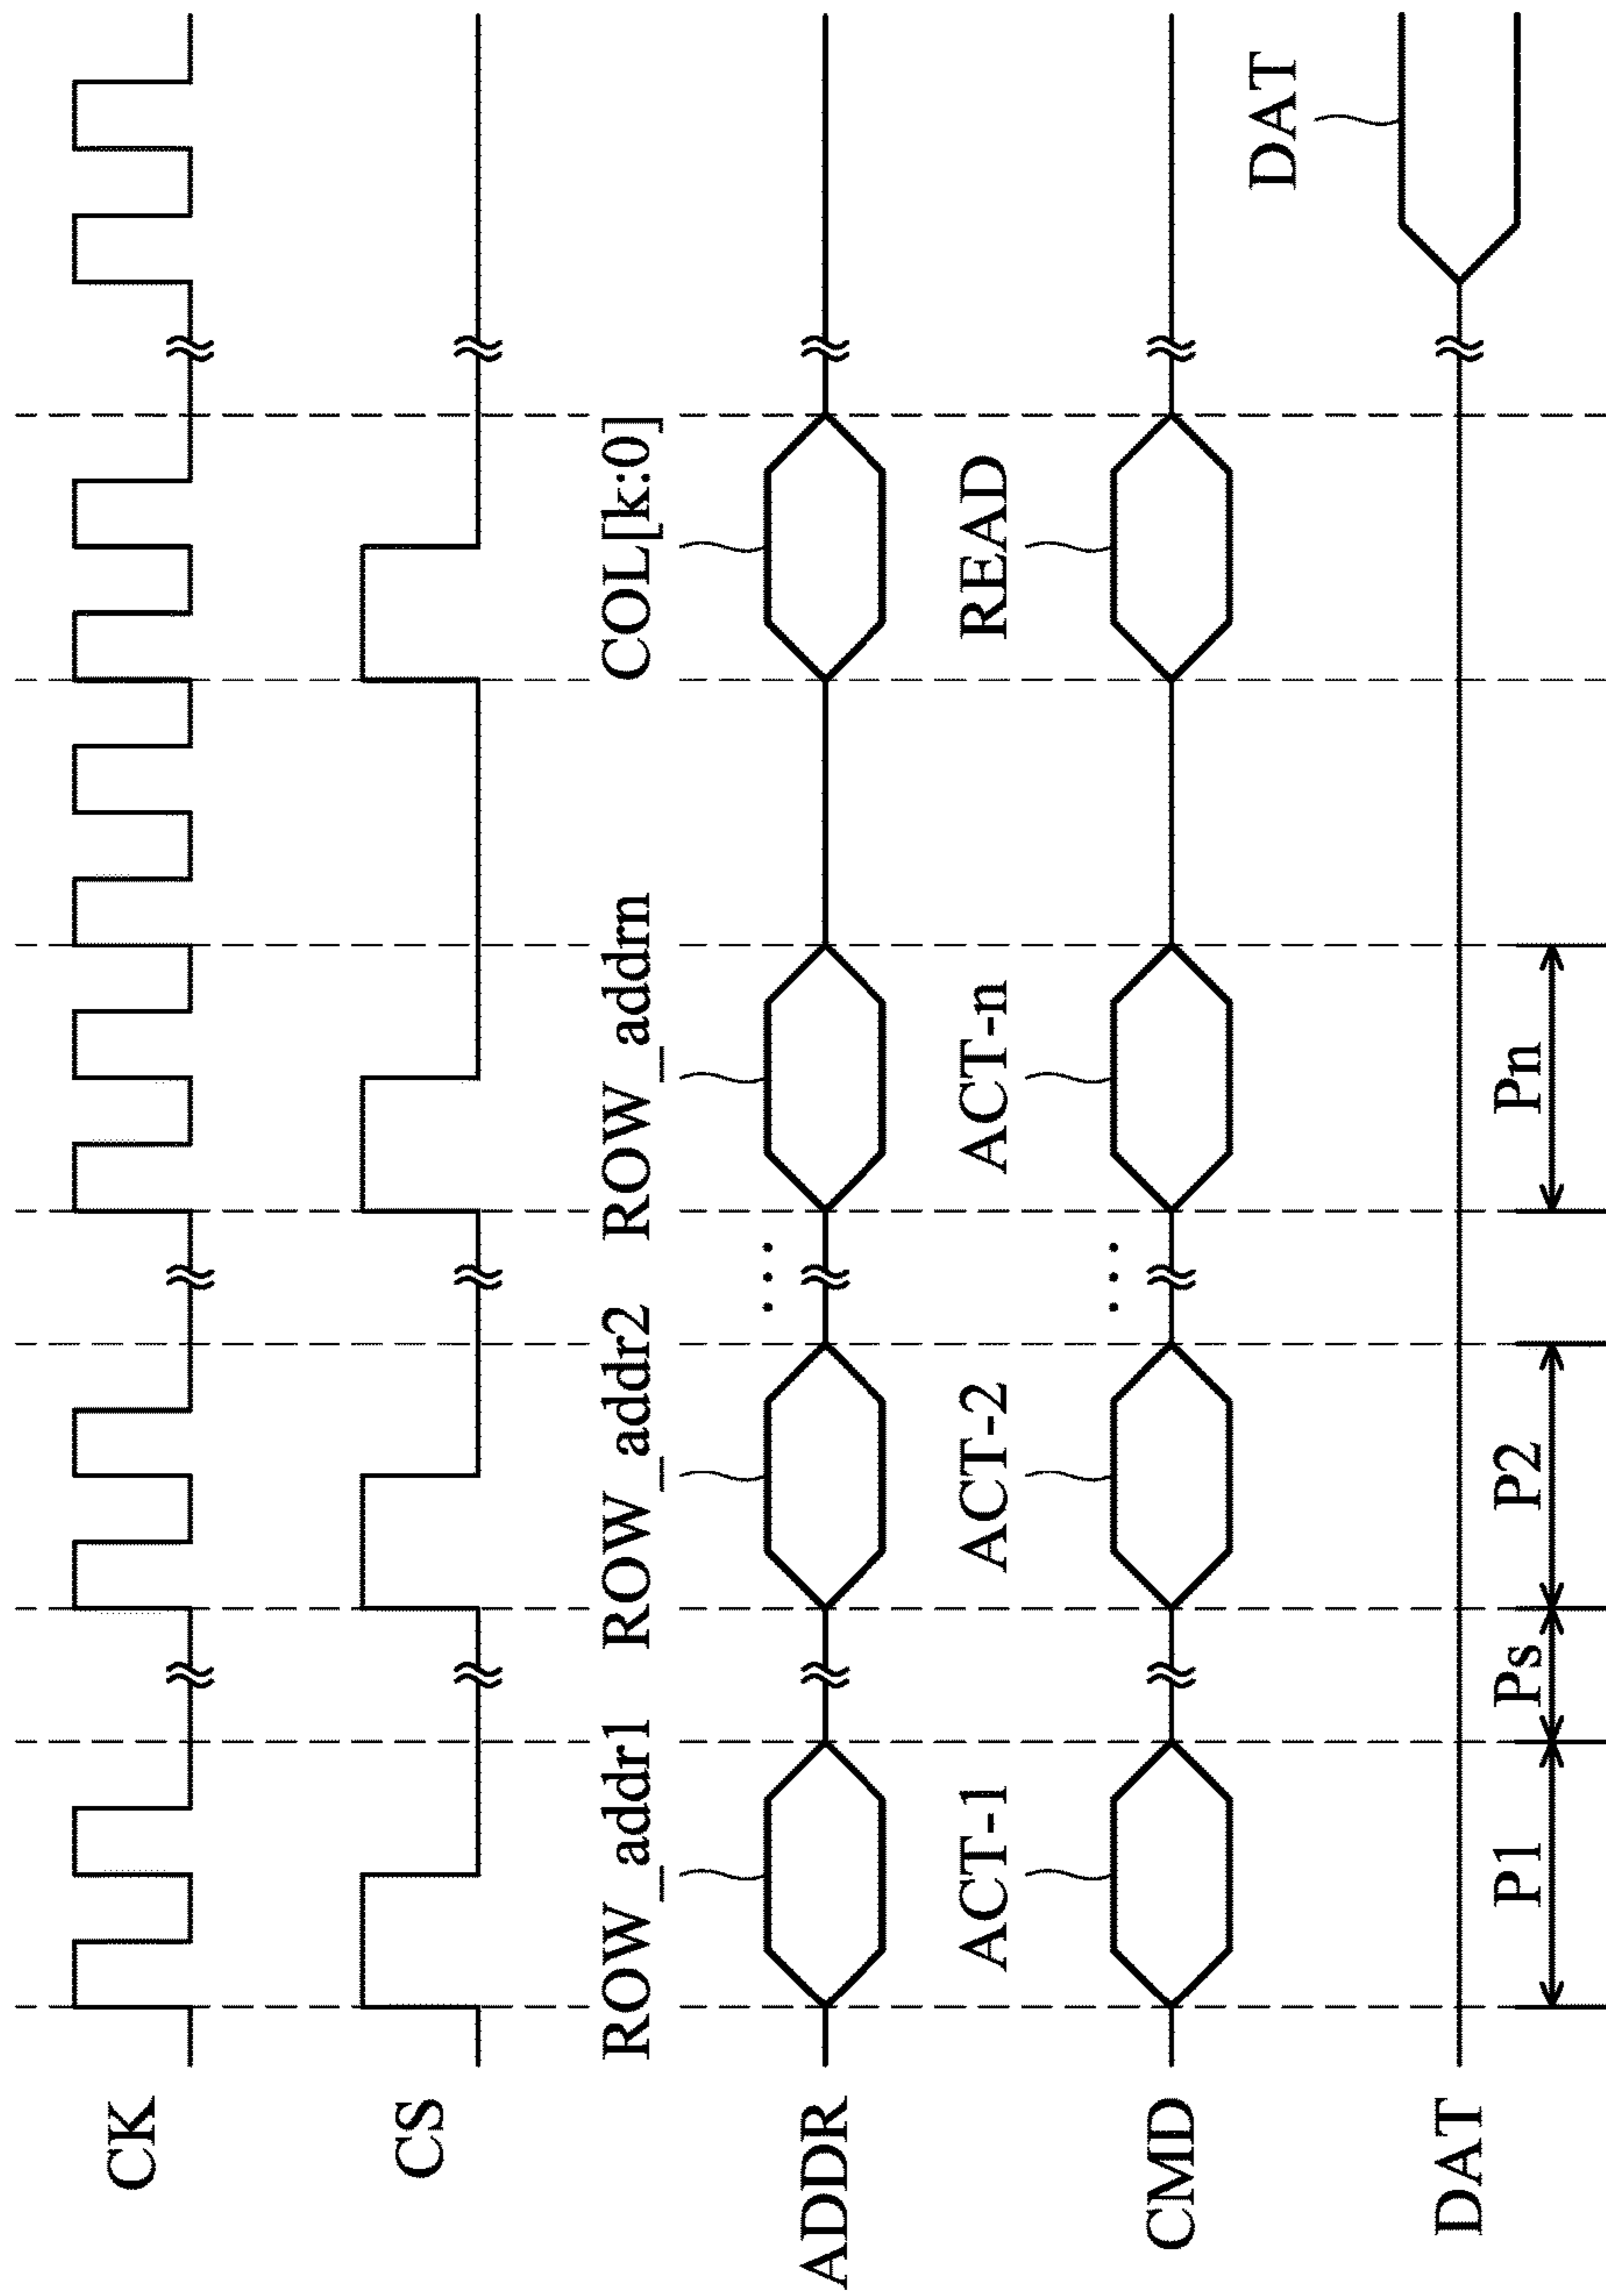 CK
CS
ROW_addr1 ROW_addr2 ROW_addrn COL[k:0]
ADDR
... 
ACT-1 ACT-2 ACT-n READ
CMD
...
DAT
DAT
P1 Ps P2 Pn